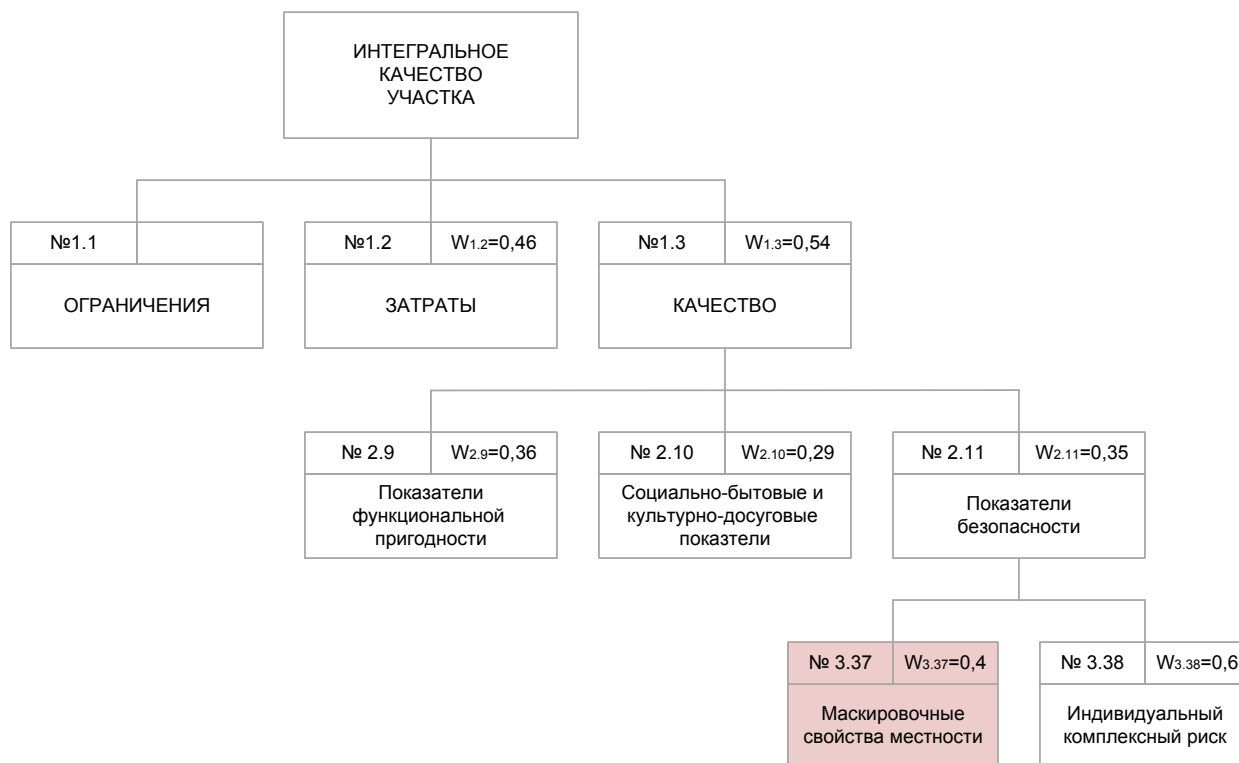 ИНТЕГРАЛЬНОЕ
КАЧЕСТВО
УЧАСТКА
№1.1
№1.2
W1.2=0,46
№1.3
W1.3=0,54
ОГРАНИЧЕНИЯ
ЗАТРАТЫ
КАЧЕСТВО
№ 2.9
W2.9=0,36
№ 2.10
W2.10=0,29
№ 2.11
W2.11=0,35
Показатели
функциональной
пригодности
Социально-бытовые и
культурно-досуговые
показтели
Показатели
безопасности
№ 3.37
W3.37=0,4
№ 3.38
W3.38=0,6
Маскировочные
свойства местности
Индивидуальный
комплексный риск